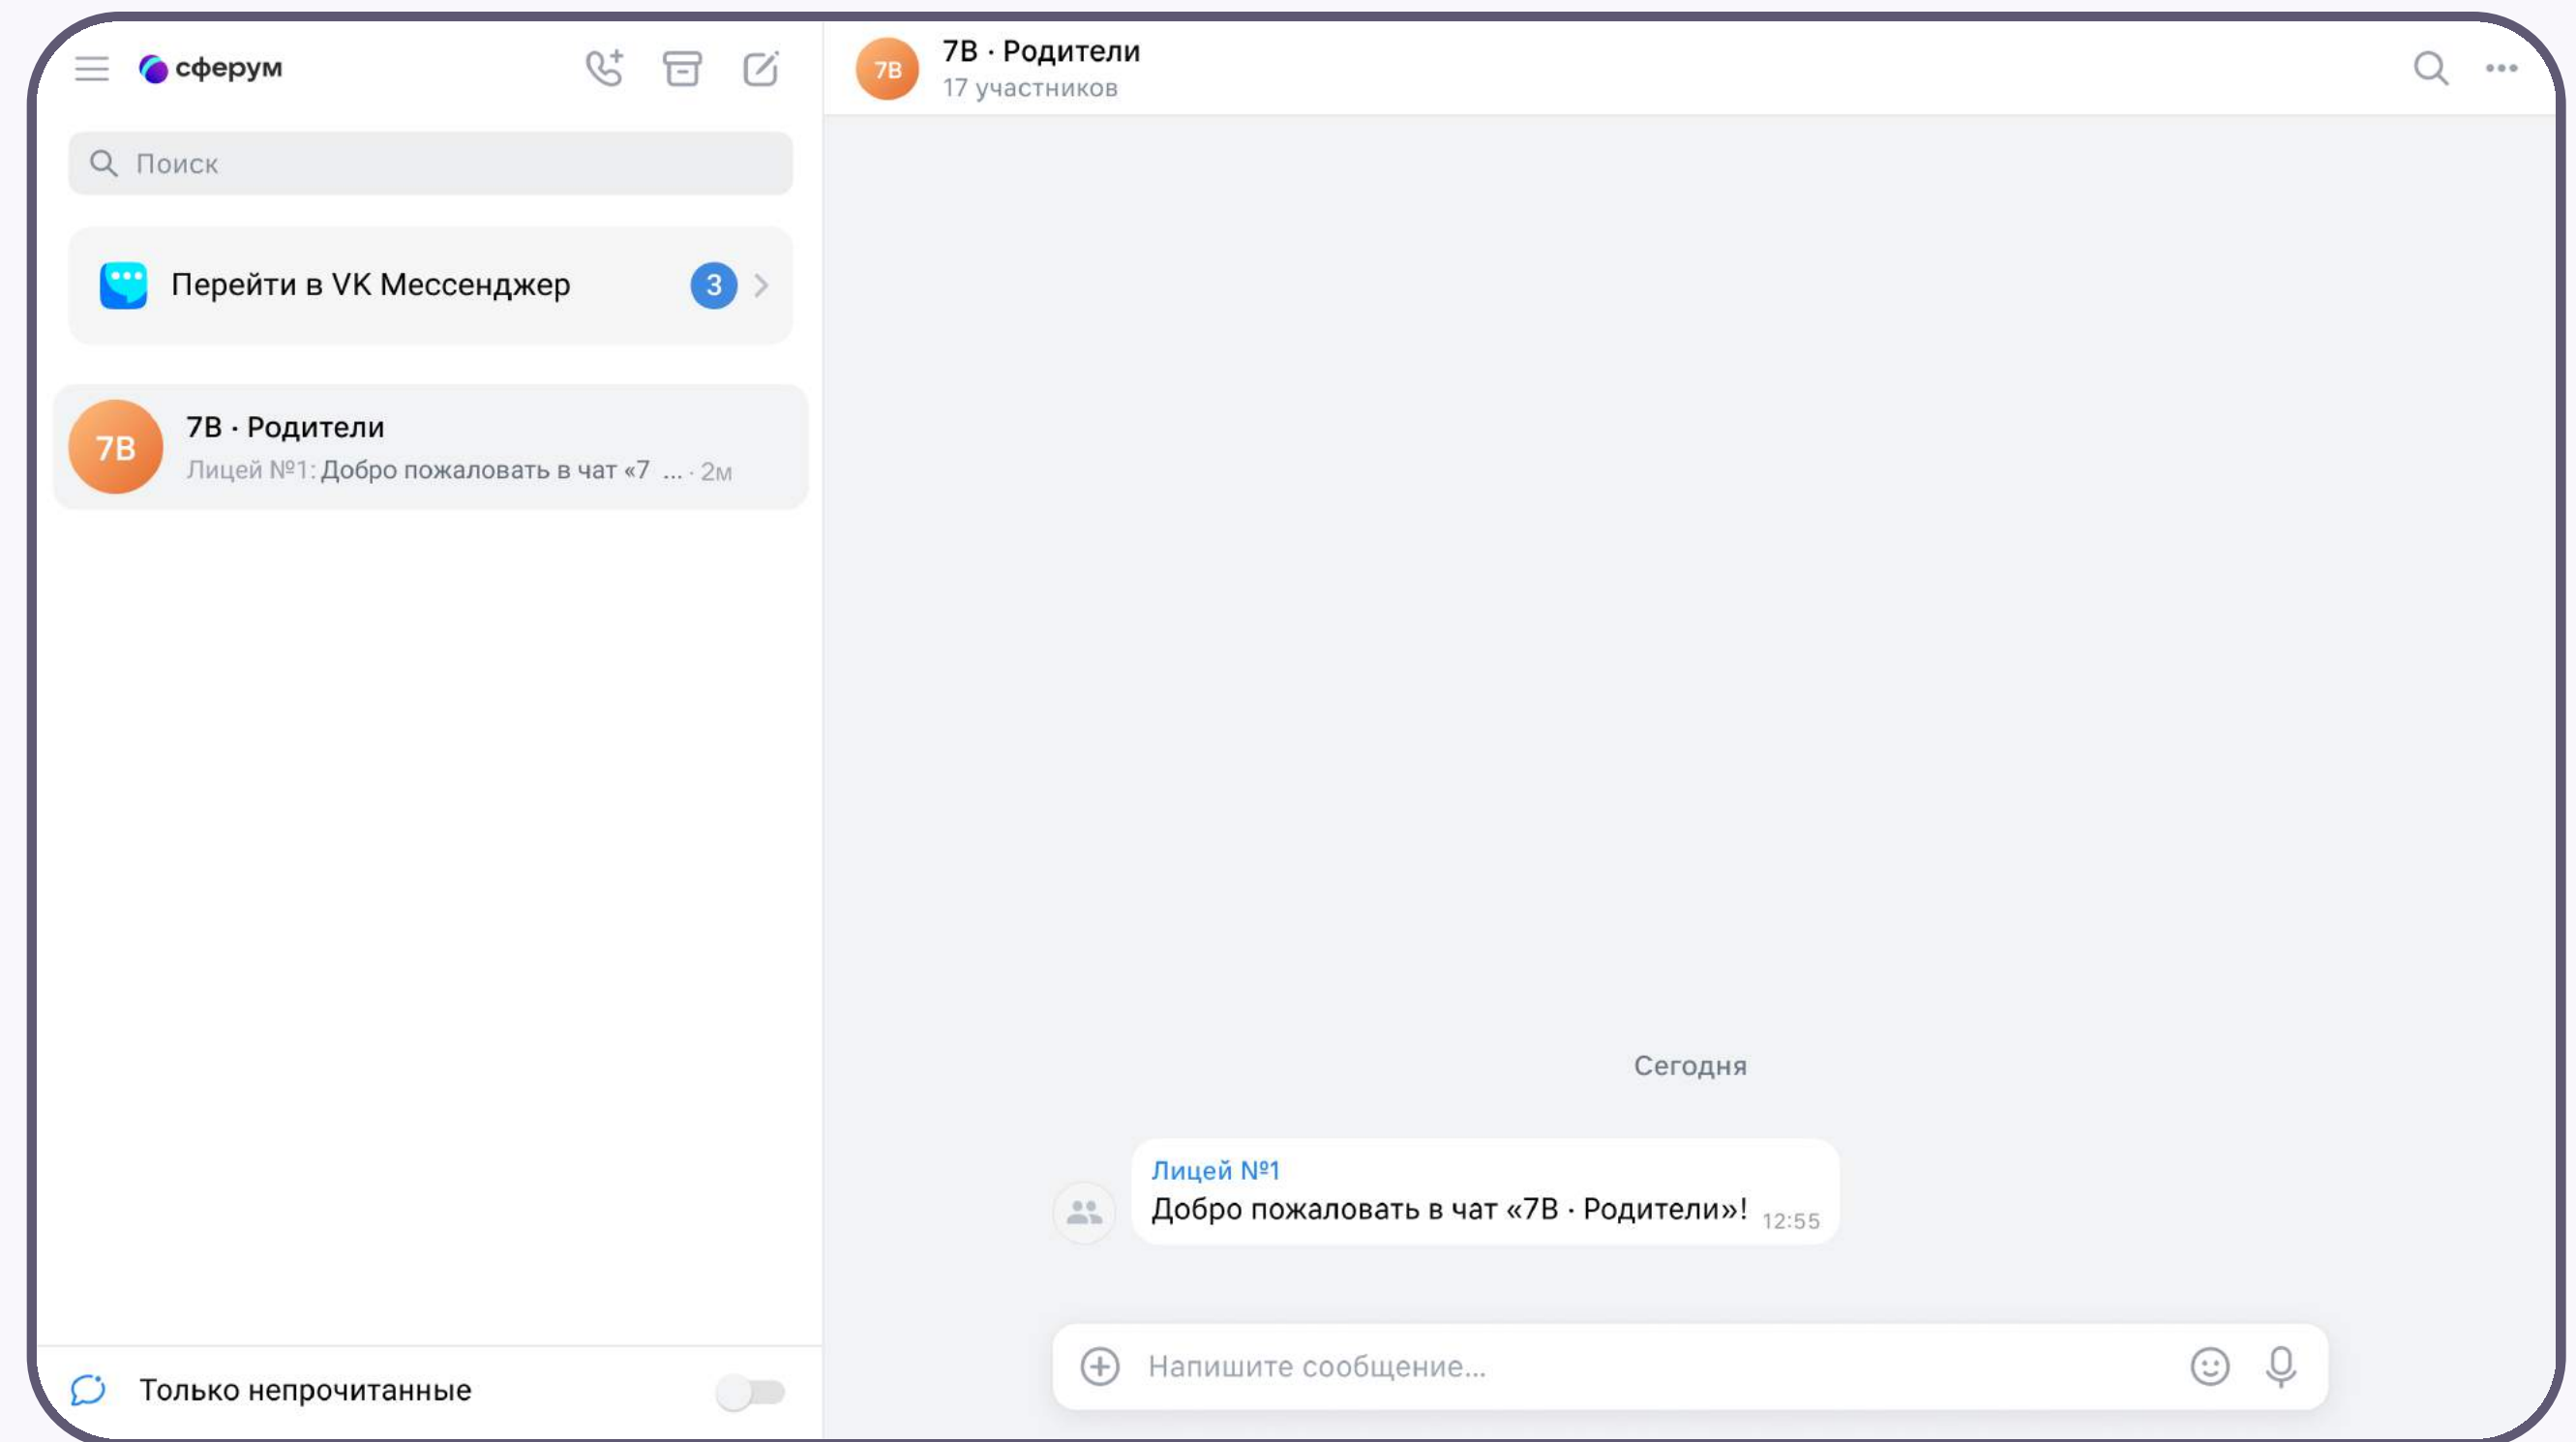 сферум
Поиск
Перейти в VK Мессенджер 3
7В
7В · Родители
Лицей №1: Добро пожаловать в чат «7 ... · 2м
Только непрочитанные
7В
7В · Родители
17 участников
Сегодня
Лицей №1
Добро пожаловать в чат «7В · Родители»! 12:55
Напишите сообщение...